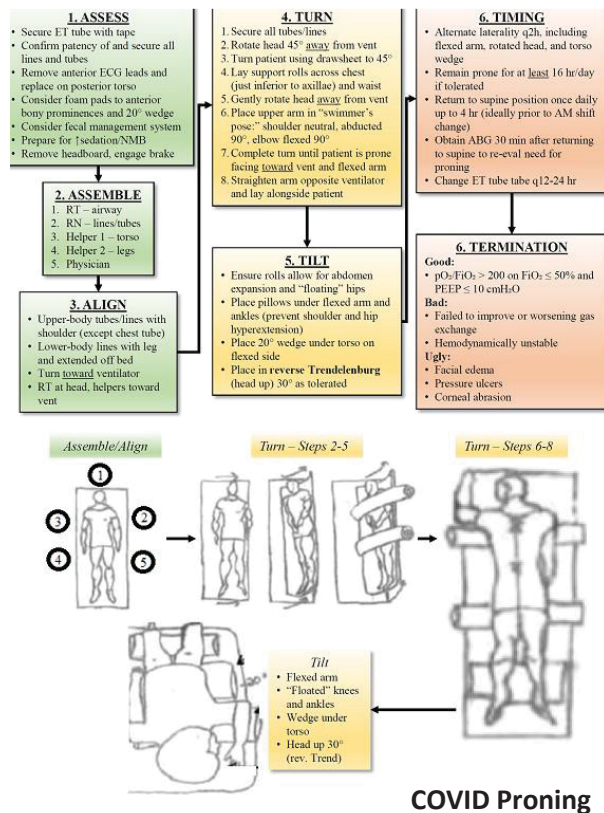 1. ASSESS
• Secure ET tube with tape
• Confirm patency of and secure all
lines and tubes
• Remove anterior ECG leads and
replace on posterior torso
• Consider foam pads to anterior
bony prominences and 20° wedge
• Consider fecal management system
• Prepare for ↑sedation/NMB
• Remove headboard, engage brake
2. ASSEMBLE
1. RT – airway
2. RN – lines/tubes
3. Helper 1 – torso
4. Helper 2 – legs
5. Physician
3. ALIGN
• Upper-body tubes/lines with
shoulder (except chest tube)
• Lower-body lines with leg and
extended off bed
• Turn toward ventilator
• RT at head, helpers toward
vent
4. TURN
1. Secure all tubes/lines
2. Rotate head 45° away from vent
3. Turn patient using drawsheet to 45°
4. Lay support rolls across chest
(just inferior to axillae) and waist
5. Gently rotate head away from vent
6. Place upper arm in “swimmer’s
pose:” shoulder neutral, abducted
90°, elbow flexed 90°
7. Complete turn until patient is prone
facing toward vent and flexed arm
8. Straighten arm opposite ventilator
and lay alongside patient
5. TILT
• Ensure rolls allow for abdomen
expansion and “floating” hips
• Place pillows under flexed arm and
ankles (prevent shoulder and hip
hyperextension)
• Place 20° wedge under torso on
flexed side
• Place in reverse Trendelenburg
(head up) 30° as tolerated
6. TIMING
• Alternate laterality q2h, including
flexed arm, rotated head, and torso
wedge
• Remain prone for at least 16 hr/day
if tolerated
• Return to supine position once daily
up to 4 hr (ideally prior to AM shift
change)
• Obtain ABG 30 min after returning
to supine to re-eval need for
proning
• Change ET tube tabe q12-24 hr
6. TERMINATION
Good:
• pO₂/FiO₂ > 200 on FiO₂ ≤ 50% and
PEEP ≤ 10 cmH₂O
Bad:
• Failed to improve or worsening gas
exchange
• Hemodynamically unstable
Ugly:
• Facial edema
• Pressure ulcers
• Corneal abrasion
Assemble/Align
1
3
2
4
5
Turn – Steps 2-5
Turn – Steps 6-8
Tilt
• Flexed arm
• “Floated” knees
and ankles
• Wedge under
torso
• Head up 30°
(rev. Trend)
COVID Proning